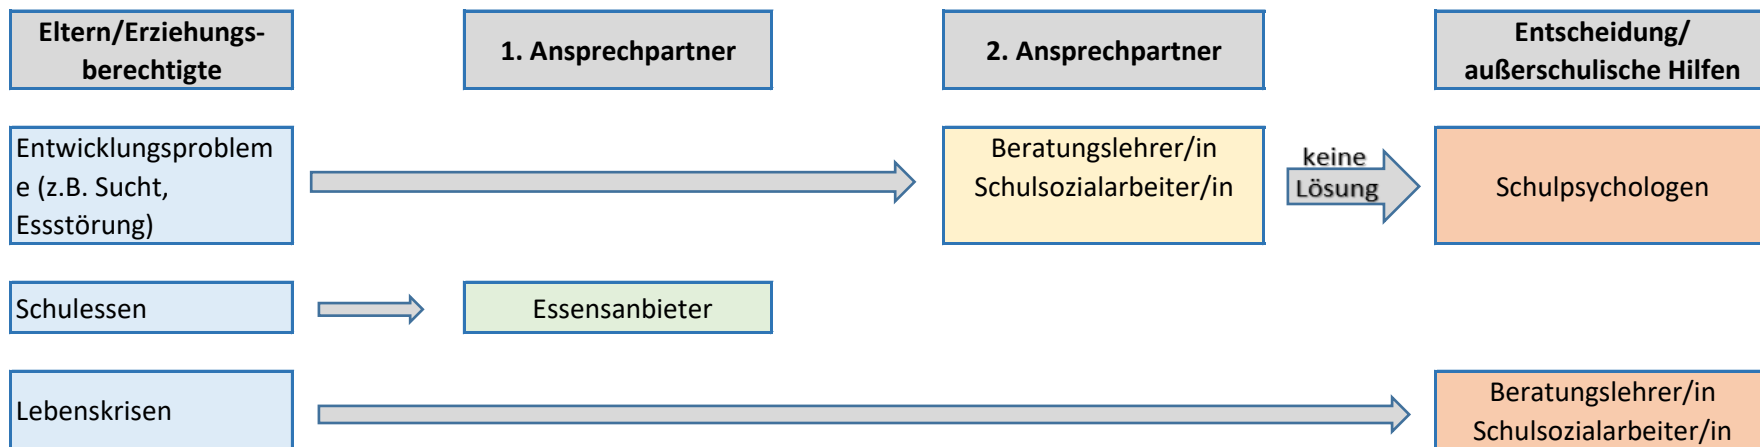 Eltern/Erziehungs-
berechtigte
1. Ansprechpartner
2. Ansprechpartner
Entscheidung/
außerschulische Hilfen
Entwicklungsproblem
e (z.B. Sucht,
Essstörung)
Beratungslehrer/in
Schulsozialarbeiter/in
keine
Lösung
Schulpsychologen
Schulessen
Essensanbieter
Lebenskrisen
Beratungslehrer/in
Schulsozialarbeiter/in